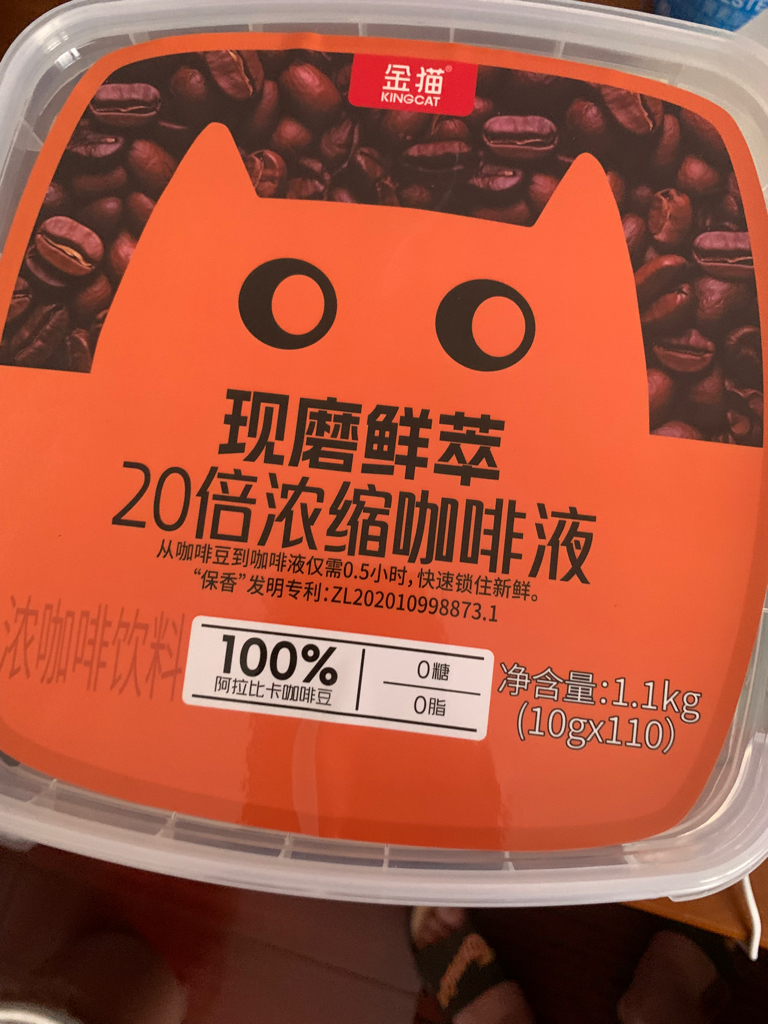 金猫®
KINGCAT
现磨鲜萃
20倍浓缩咖啡液
从咖啡豆到咖啡液仅需0.5小时,快速锁住新鲜。
“保香”发明专利:ZL202010998873.1
浓咖啡饮料
100%
阿拉比卡咖啡豆
0糖
0脂
净含量:1.1kg
(10gx110)